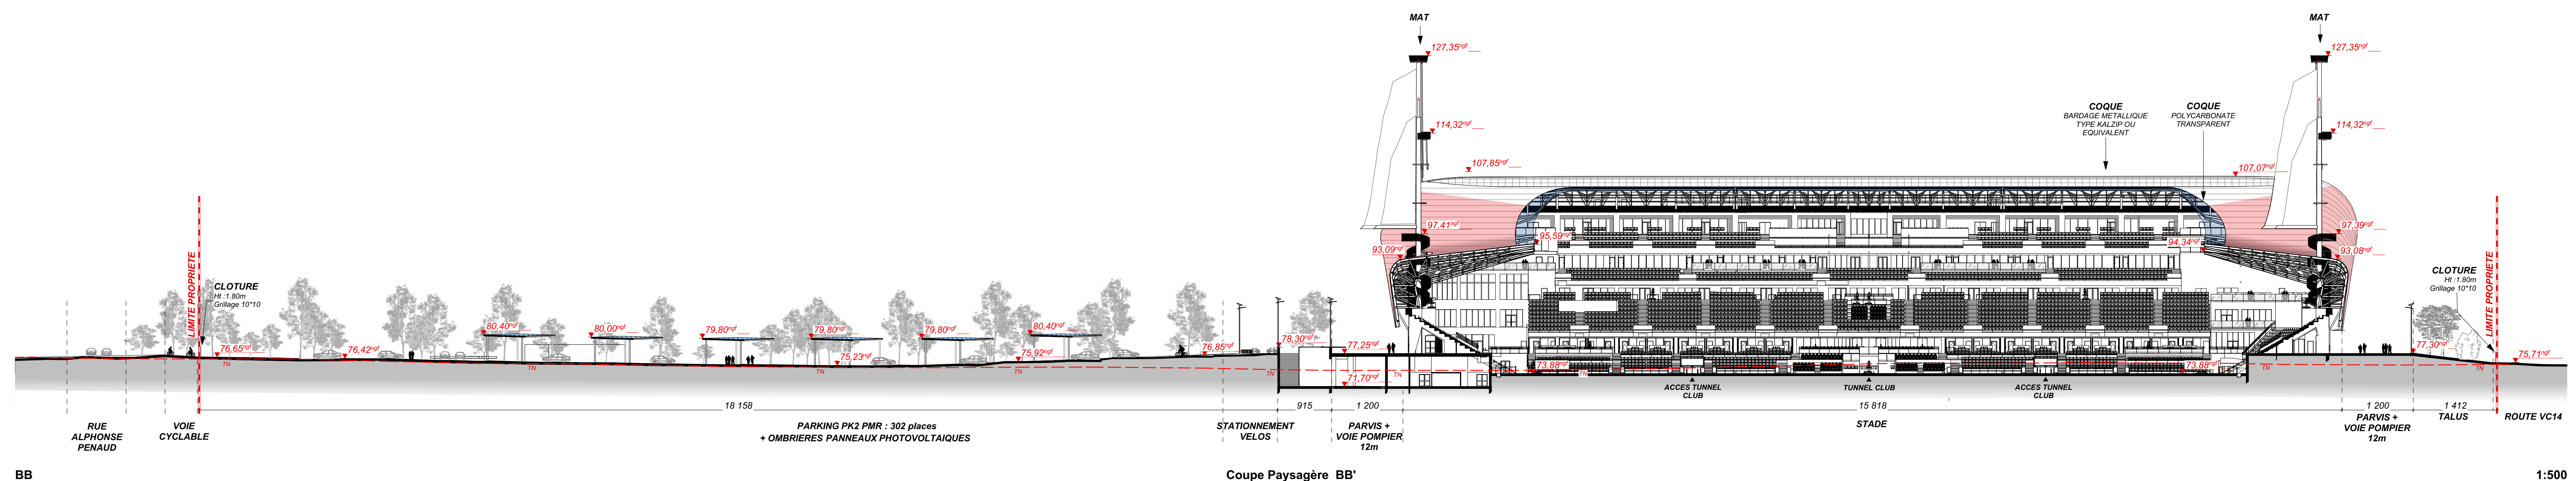 MAT
MAT
127,35ngf
127,35ngf
COQUE
BARDAGE METALLIQUE
TYPE KALZIP OU
EQUIVALENT
COQUE
POLYCARBONATE
TRANSPARENT
114,32ngf
114,32ngf
107,85ngf
107,07ngf
97,41ngf
95,59ngf
94,34ngf
97,39ngf
93,09ngf
93,08ngf
LIMITE PROPRIETE
CLOTURE
Ht :1.80m
Grillage 10*10
CLOTURE
Ht :1.80m
Grillage 10*10
LIMITE PROPRIETE
80,40ngf
80,00ngf
79,80ngf
79,80ngf
79,80ngf
80,40ngf
76,65ngf
76,42ngf
75,23ngf
75,92ngf
76,85ngf
78,30ngf
77,25ngf
77,30ngf
75,71ngf
TN
TN
TN
TN
TN
TN
TN
TN
71,70ngf
73,88ngf
73,88ngf
ACCES TUNNEL
CLUB
TUNNEL CLUB
ACCES TUNNEL
CLUB
18 158
915
1 200
15 818
1 200
1 412
RUE
ALPHONSE
PENAUD
VOIE
CYCLABLE
PARKING PK2 PMR : 302 places
+ OMBRIERES PANNEAUX PHOTOVOLTAIQUES
STATIONNEMENT
VELOS
PARVIS +
VOIE POMPIER
12m
STADE
PARVIS +
VOIE POMPIER
12m
TALUS
ROUTE VC14
BB
Coupe Paysagère BB'
1:500